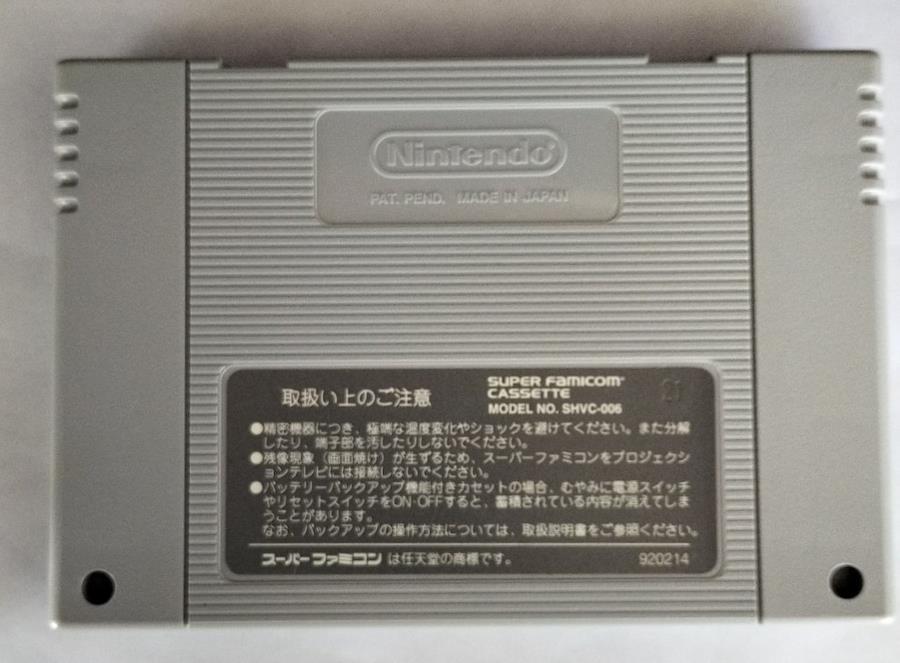 Nintendo
PAT. PEND. MADE IN JAPAN
取扱い上のご注意
SUPER FAMICOM
CASSETTE
MODEL NO. SHVC-006
21
●精密機器につき、極端な温度変化やショックを避けてください。また分解
したり、端子部を汚したりしないでください。
●残像現象（画面焼け）が生ずるため、スーパーファミコンをプロジェクシ
ョンテレビには接続しないでください。
●バッテリーバックアップ機能付きカセットの場合、むやみに電源スイッチ
やリセットスイッチをON・OFFすると、蓄積されている内容が消えてしま
うことがあります。
なお、バックアップの操作方法については、取扱説明書をご参照ください。
スーパーファミコン は任天堂の商標です。
920214